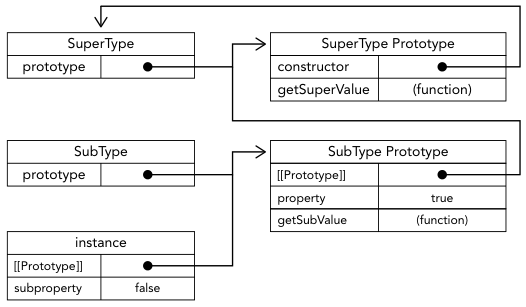 SuperType
prototype
SuperType Prototype
constructor
getSuperValue (function)
SubType
prototype
SubType Prototype
[[Prototype]]
property true
getSubValue (function)
instance
[[Prototype]]
subproperty false